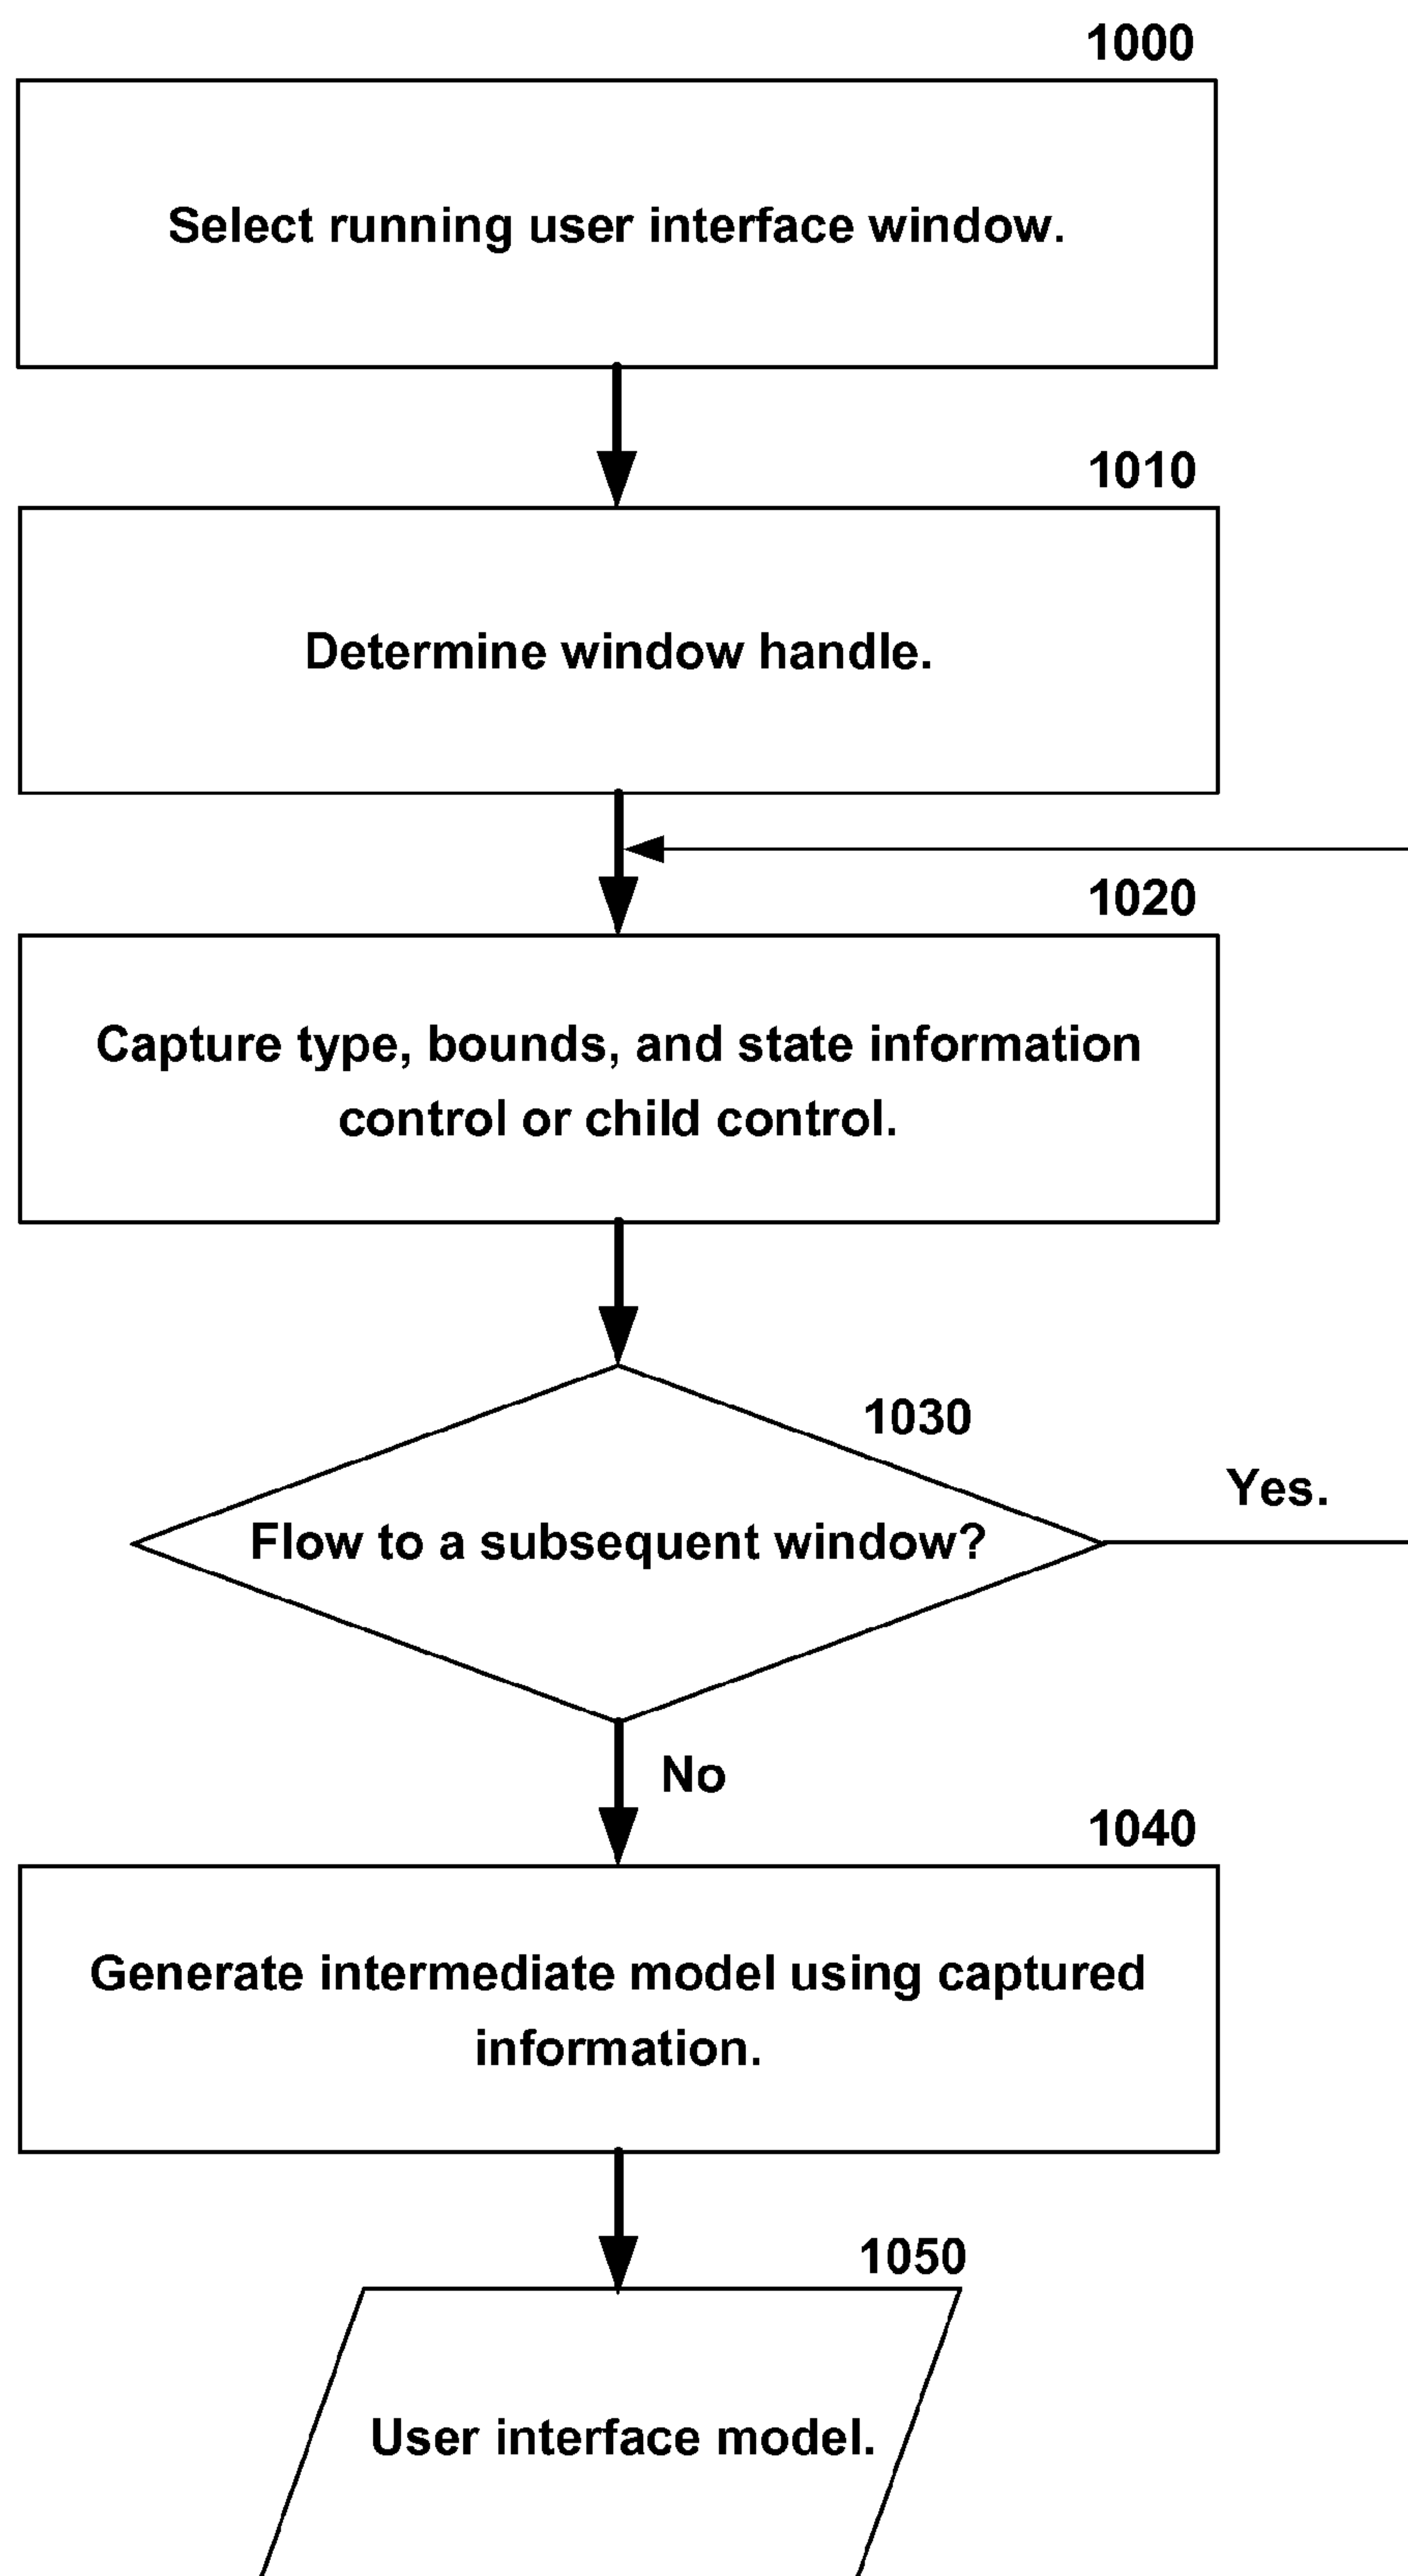 1000
Select running user interface window.
1010
Determine window handle.
1020
Capture type, bounds, and state information
control or child control.
1030
Flow to a subsequent window?
Yes.
No
1040
Generate intermediate model using captured
information.
1050
User interface model.